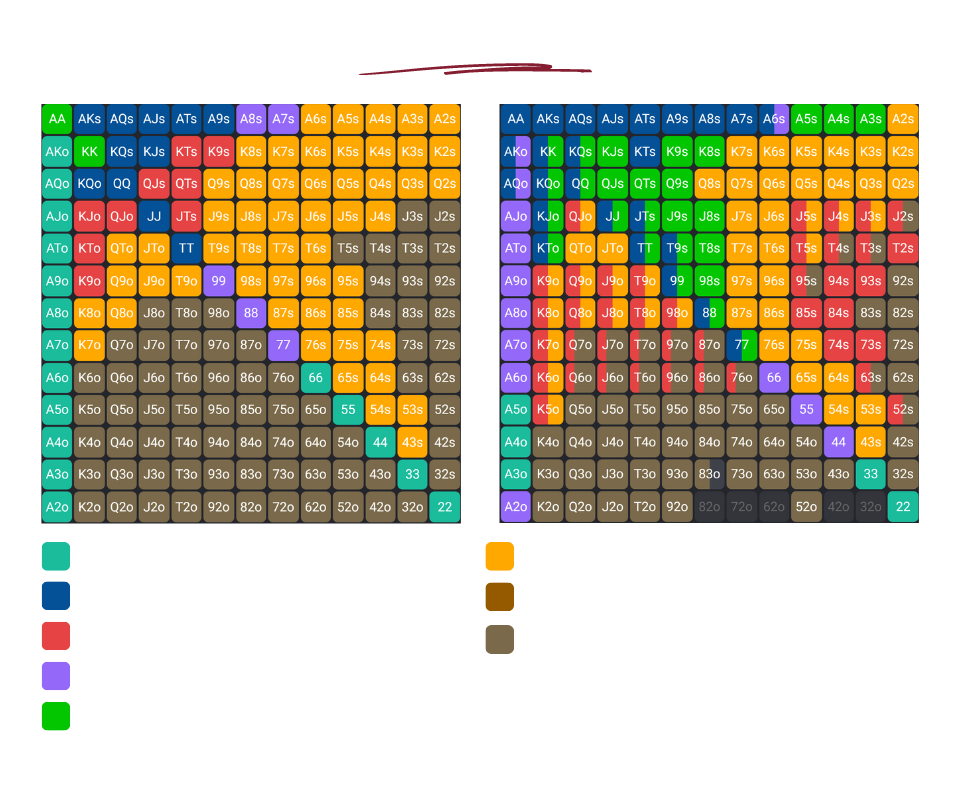 AA AKs AQs AJs ATs A9s A8s A7s A6s A5s A4s A3s A2s
AKo KK KQs KJs KTs K9s K8s K7s K6s K5s K4s K3s K2s
AQo KQo QQ QJs QTs Q9s Q8s Q7s Q6s Q5s Q4s Q3s Q2s
AJo KJo QJo JJ JTs J9s J8s J7s J6s J5s J4s J3s J2s
ATo KTo QTo JTo TT T9s T8s T7s T6s T5s T4s T3s T2s
A9o K9o Q9o J9o T9o 99 98s 97s 96s 95s 94s 93s 92s
A8o K8o Q8o J8o T8o 98o 88 87s 86s 85s 84s 83s 82s
A7o K7o Q7o J7o T7o 97o 87o 77 76s 75s 74s 73s 72s
A6o K6o Q6o J6o T6o 96o 86o 76o 66 65s 64s 63s 62s
A5o K5o Q5o J5o T5o 95o 85o 75o 65o 55 54s 53s 52s
A4o K4o Q4o J4o T4o 94o 84o 74o 64o 54o 44 43s 42s
A3o K3o Q3o J3o T3o 93o 83o 73o 63o 53o 43o 33 32s
A2o K2o Q2o J2o T2o 92o 82o 72o 62o 52o 42o 32o 22
AA AKs AQs AJs ATs A9s A8s A7s A6s A5s A4s A3s A2s
AKo KK KQs KJs KTs K9s K8s K7s K6s K5s K4s K3s K2s
AQo KQo QQ QJs QTs Q9s Q8s Q7s Q6s Q5s Q4s Q3s Q2s
AJo KJo QJo JJ JTs J9s J8s J7s J6s J5s J4s J3s J2s
ATo KTo QTo JTo TT T9s T8s T7s T6s T5s T4s T3s T2s
A9o K9o Q9o J9o T9o 99 98s 97s 96s 95s 94s 93s 92s
A8o K8o Q8o J8o T8o 98o 88 87s 86s 85s 84s 83s 82s
A7o K7o Q7o J7o T7o 97o 87o 77 76s 75s 74s 73s 72s
A6o K6o Q6o J6o T6o 96o 86o 76o 66 65s 64s 63s 62s
A5o K5o Q5o J5o T5o 95o 85o 75o 65o 55 54s 53s 52s
A4o K4o Q4o J4o T4o 94o 84o 74o 64o 54o 44 43s 42s
A3o K3o Q3o J3o T3o 93o 83o 73o 63o 53o 43o 33 32s
A2o K2o Q2o J2o T2o 92o 82o 72o 62o 52o 42o 32o 22